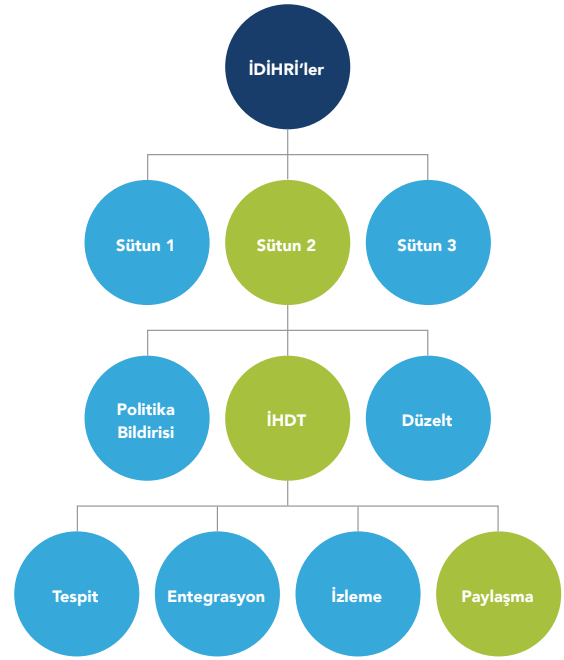 İDİHRİ'ler
Sütun 1
Sütun 2
Sütun 3
Politika
Bildirisi
İHDT
Düzelt
Tespit
Entegrasyon
İzleme
Paylaşma